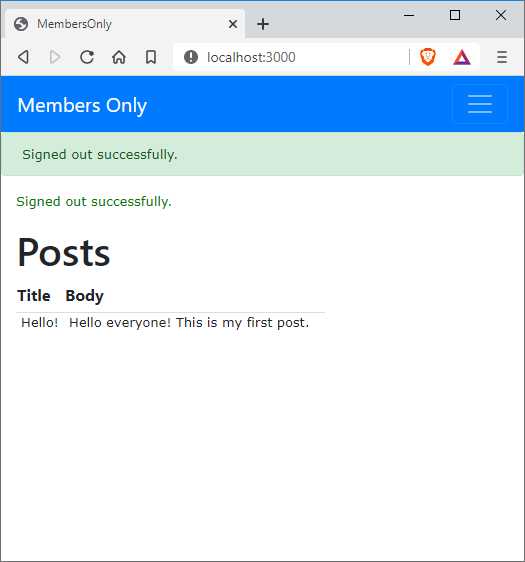 MembersOnly
localhost:3000
Members Only
Signed out successfully.
Signed out successfully.
Posts
Title Body
Hello! Hello everyone! This is my first post.